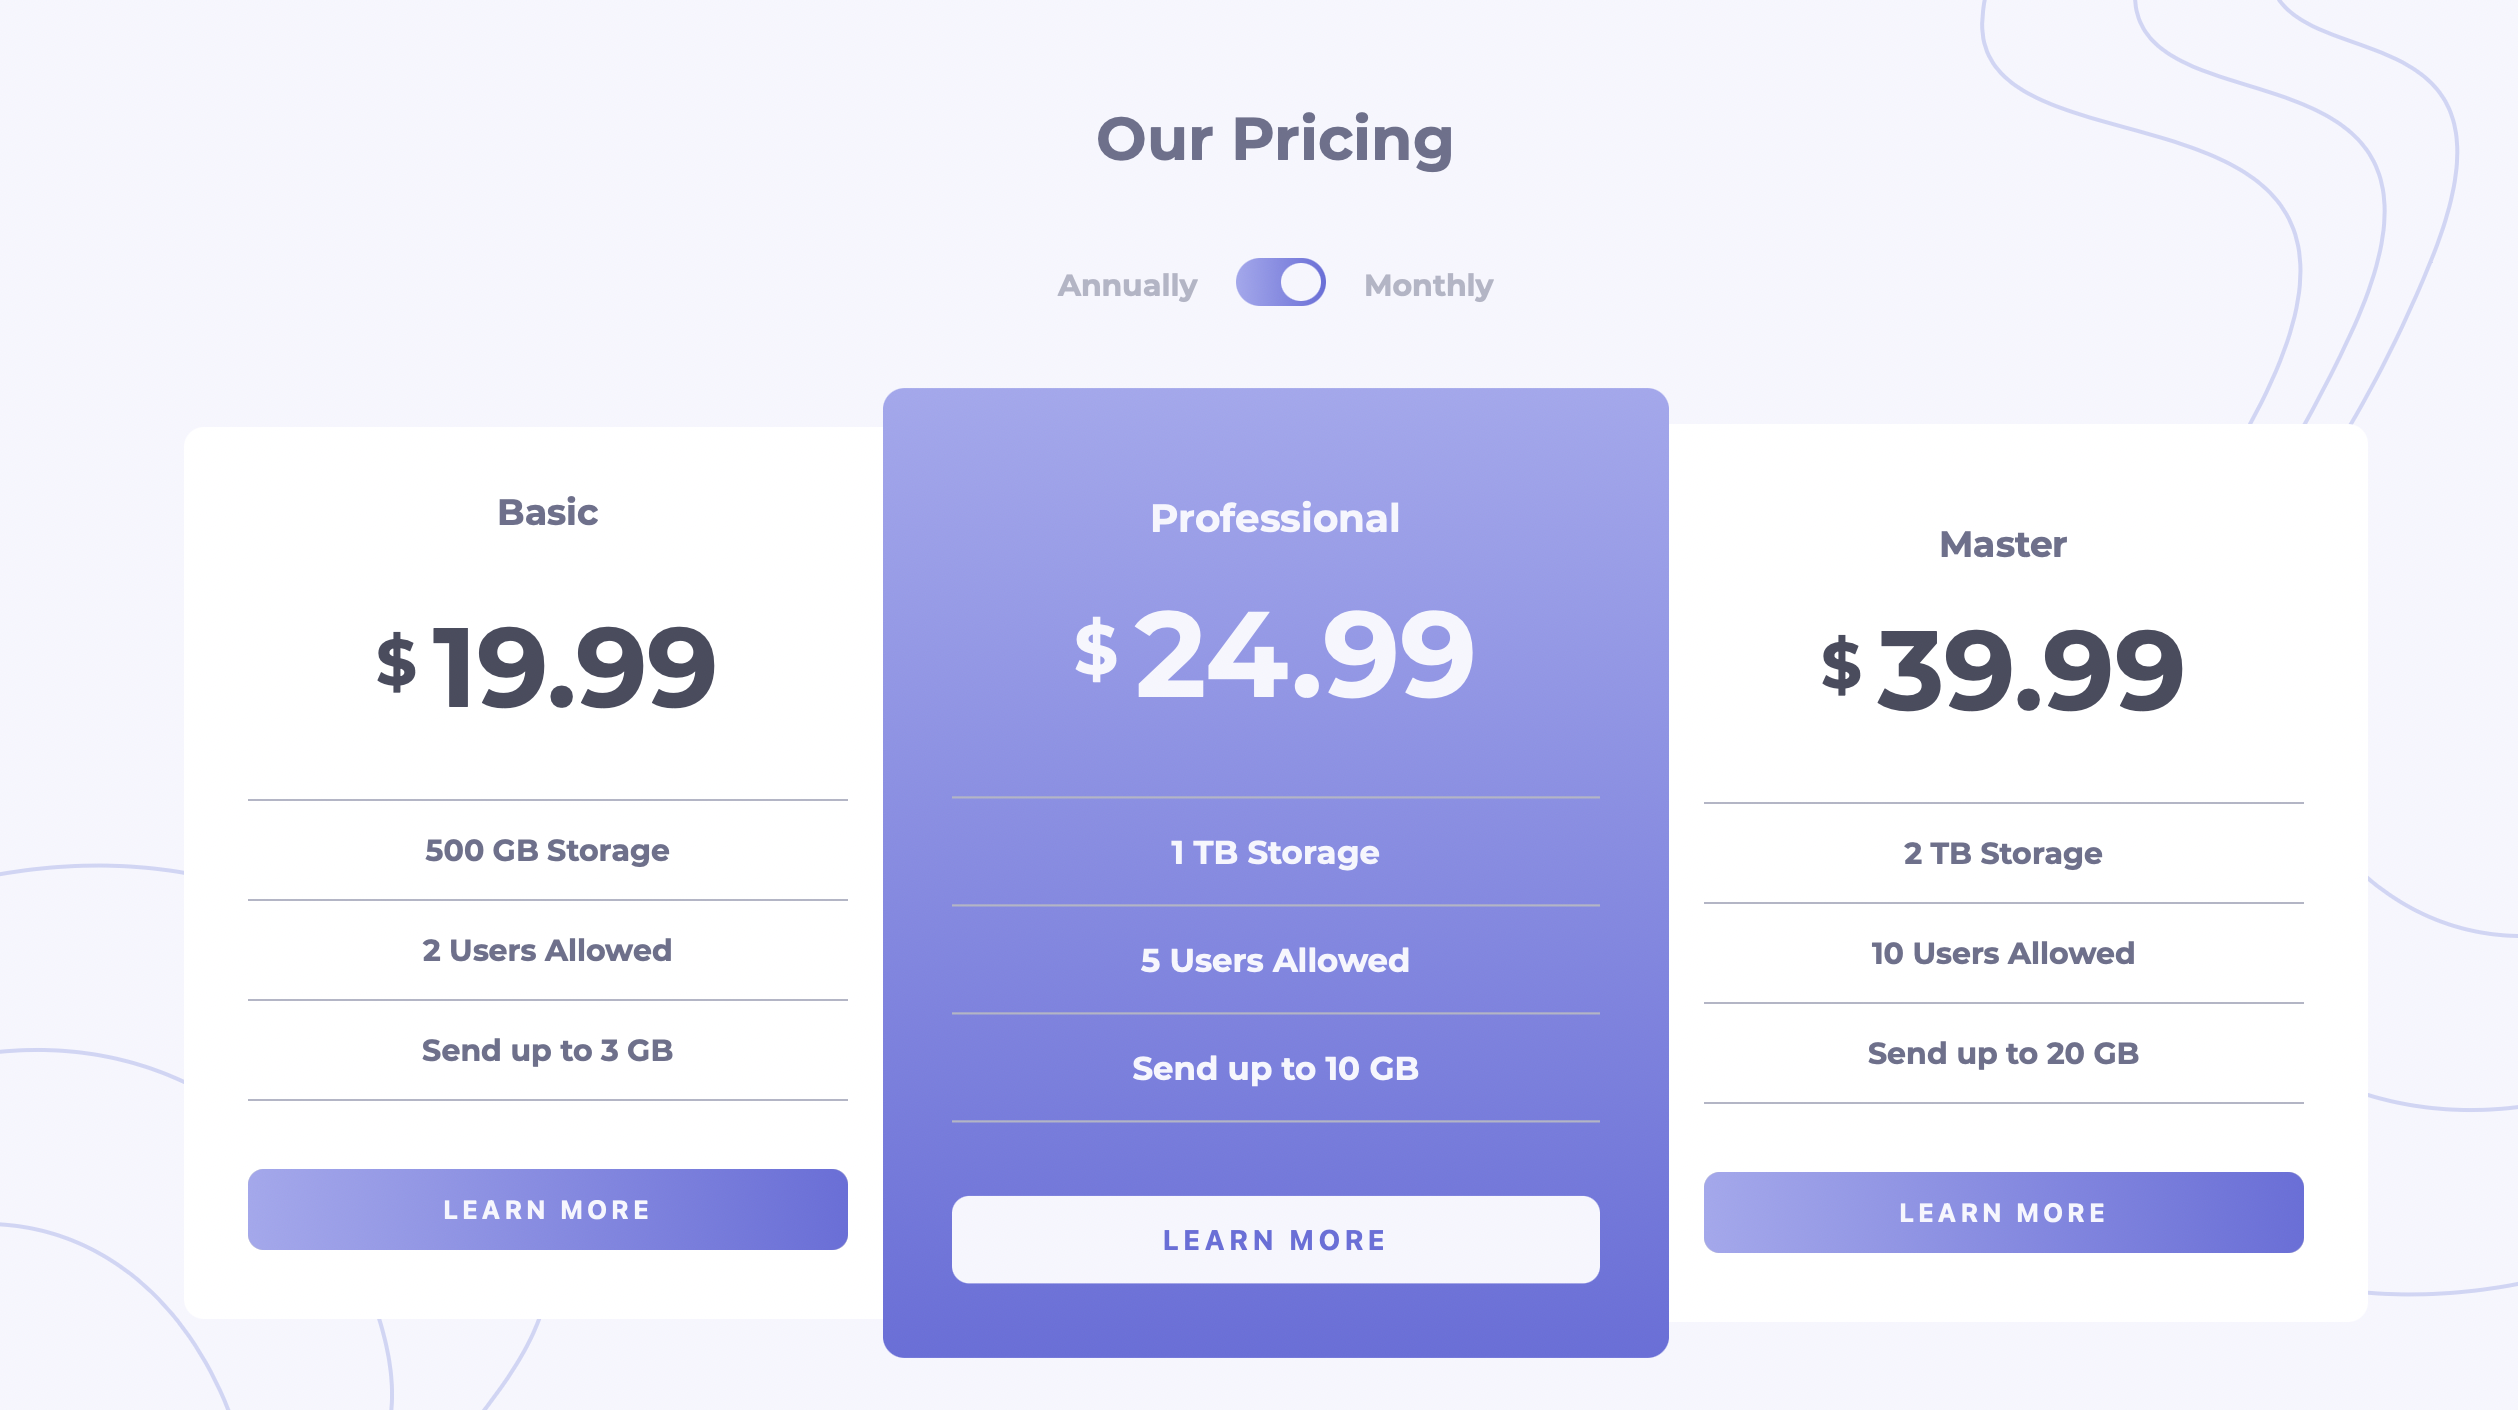 Our Pricing
Annually Monthly
Basic
$ 19.99
500 GB Storage
2 Users Allowed
Send up to 3 GB
LEARN MORE
Professional
$ 24.99
1 TB Storage
5 Users Allowed
Send up to 10 GB
LEARN MORE
Master
$ 39.99
2 TB Storage
10 Users Allowed
Send up to 20 GB
LEARN MORE